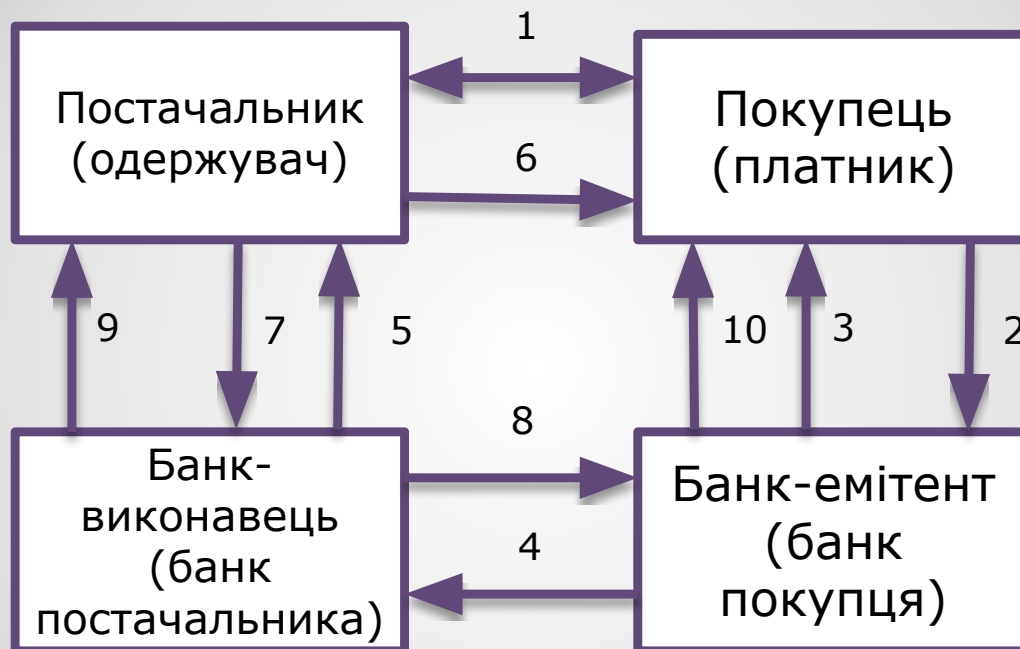 1
Постачальник
(одержувач)
Покупець
(платник)
6
9
7
5
10
3
2
8
Банк-
виконавець
(банк
постачальника)
Банк-емітент
(банк
покупця)
4